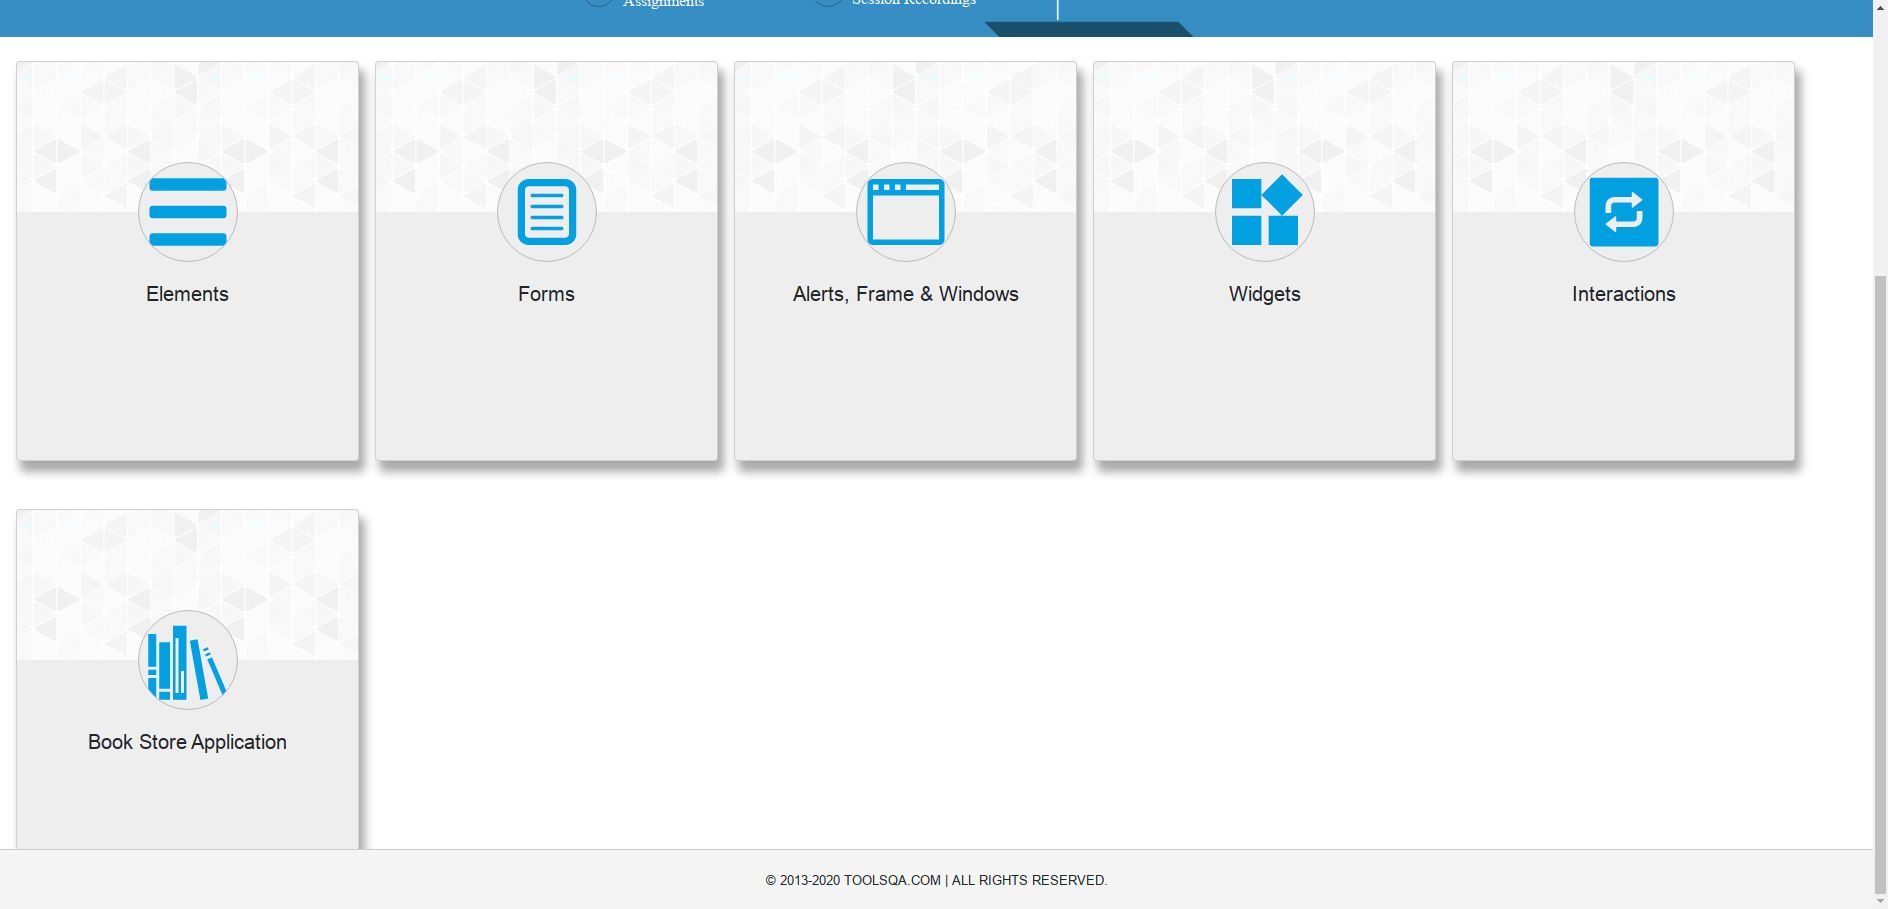 Assignments
Session Recordings
Elements
Forms
Alerts, Frame & Windows
Widgets
Interactions
Book Store Application
© 2013-2020 TOOLSQA.COM | ALL RIGHTS RESERVED.